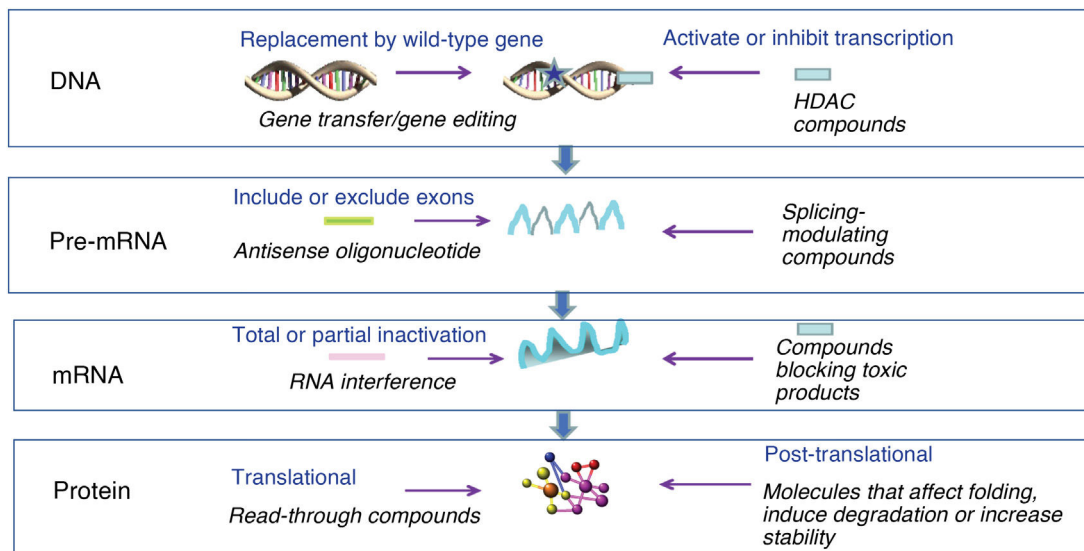 DNA
Replacement by wild-type gene
Gene transfer/gene editing
Activate or inhibit transcription
HDAC
compounds
Pre-mRNA
Include or exclude exons
Antisense oligonucleotide
Splicing-
modulating
compounds
mRNA
Total or partial inactivation
RNA interference
Compounds
blocking toxic
products
Protein
Translational
Read-through compounds
Post-translational
Molecules that affect folding,
induce degradation or increase
stability